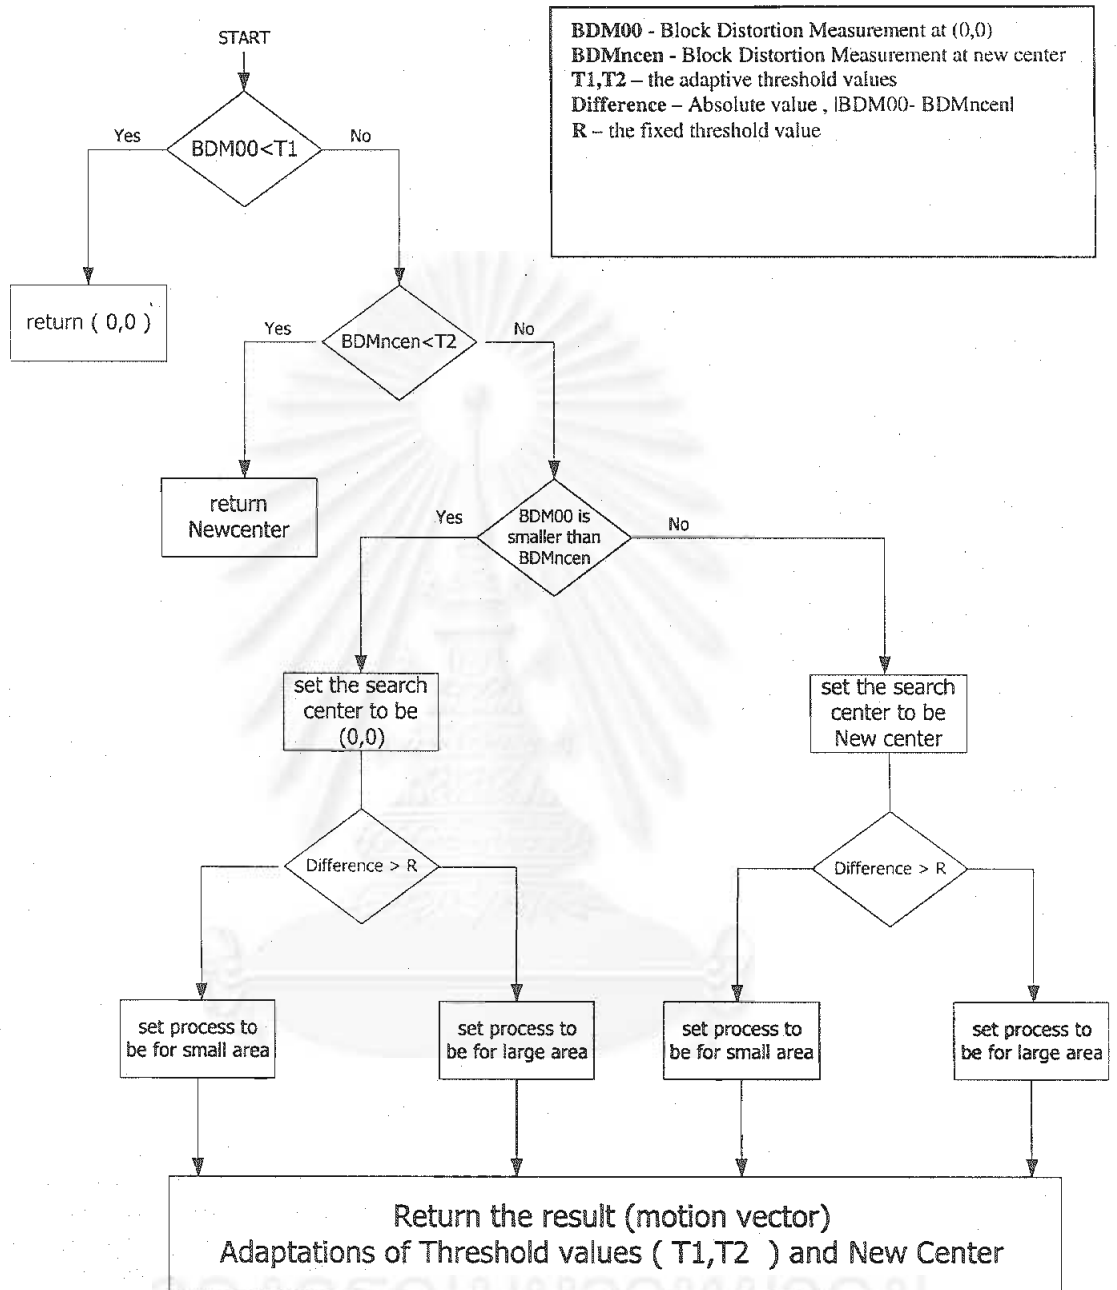 START
BDM00 - Block Distortion Measurement at (0,0)
BDMncen - Block Distortion Measurement at new center
T1,T2 – the adaptive threshold values
Difference – Absolute value , |BDM00- BDMncen|
R – the fixed threshold value
Yes
BDM00<T1
No
return ( 0,0 )
Yes
BDMncen<T2
No
return
Newcenter
Yes
BDM00 is
smaller than
BDMncen
No
set the search
center to be
(0,0)
set the search
center to be
New center
Difference > R
Difference > R
set process to
be for small area
set process to
be for large area
set process to
be for small area
set process to
be for large area
Return the result (motion vector)
Adaptations of Threshold values ( T1,T2 ) and New Center